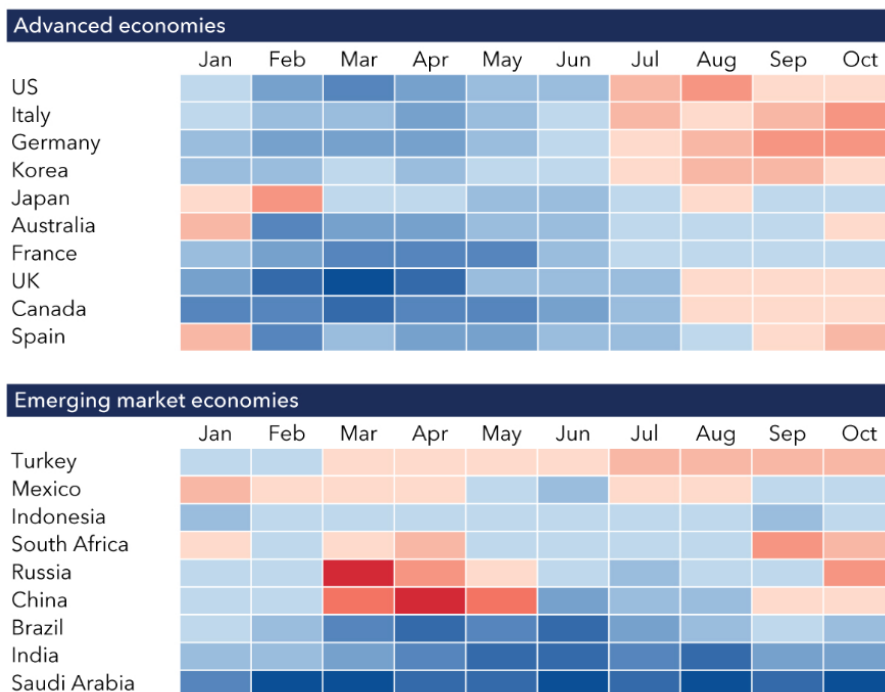 Advanced economies
Jan Feb Mar Apr May Jun Jul Aug Sep Oct
US
Italy
Germany
Korea
Japan
Australia
France
UK
Canada
Spain
Emerging market economies
Jan Feb Mar Apr May Jun Jul Aug Sep Oct
Turkey
Mexico
Indonesia
South Africa
Russia
China
Brazil
India
Saudi Arabia